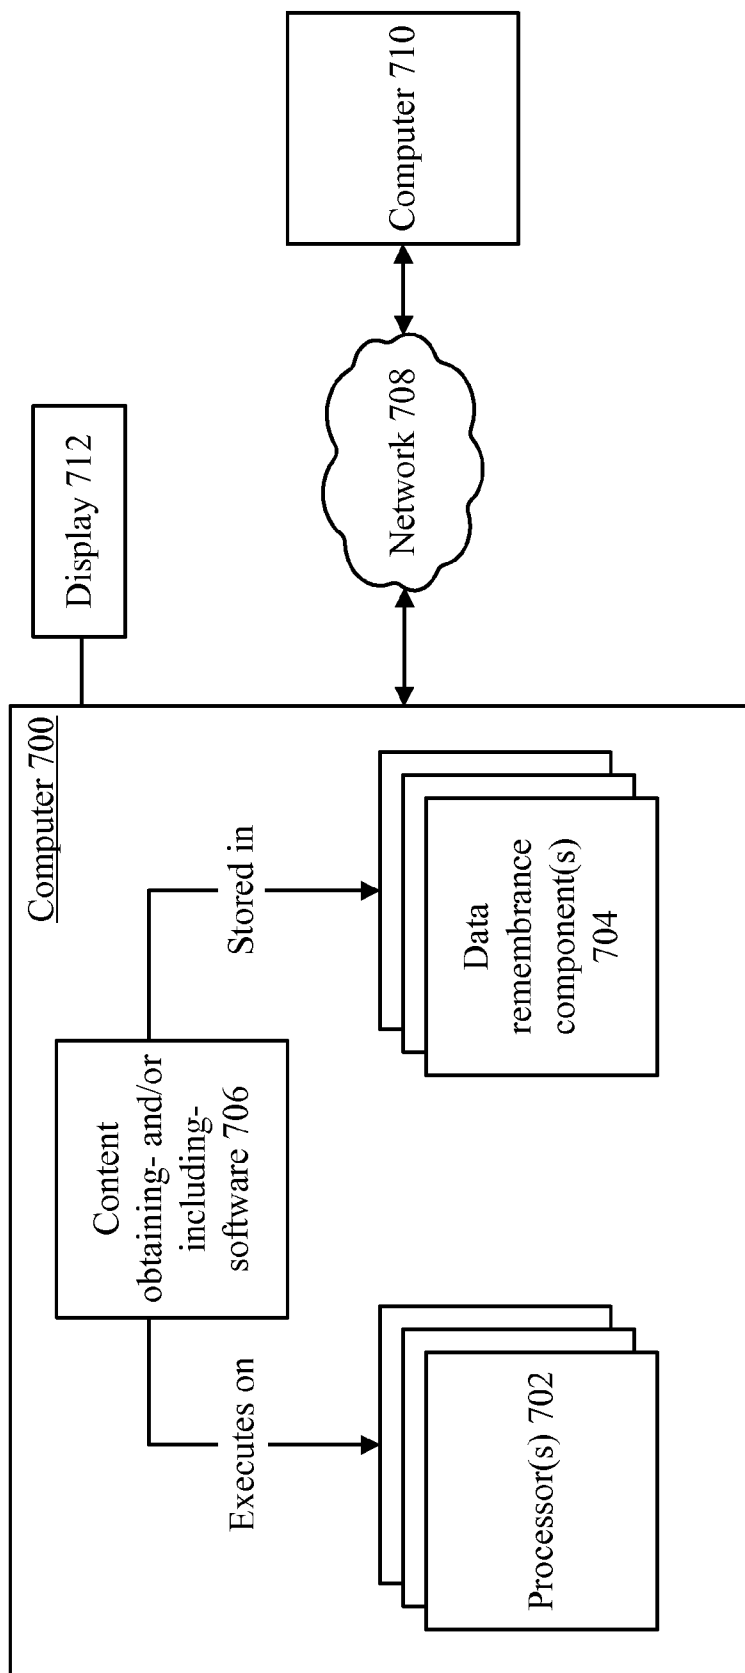 Computer 700
Content
obtaining- and/or
including-
software 706
Executes on
Stored in
Processor(s) 702
Data
remembrance
component(s)
704
Display 712
Network 708
Computer 710